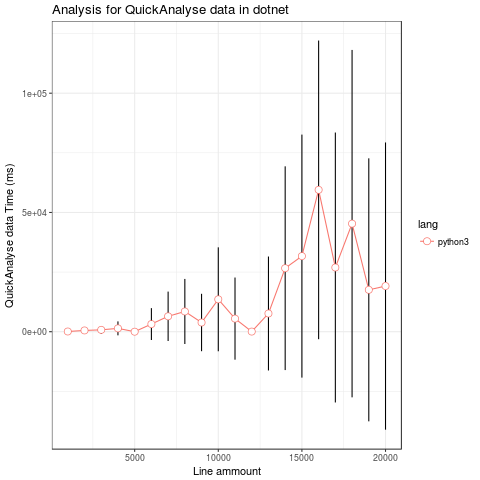 Analysis for QuickAnalyse data in dotnet
QuickAnalyse data Time (ms)
1e+05
5e+04
0e+00
5000
10000
15000
20000
Line ammount
lang
python3